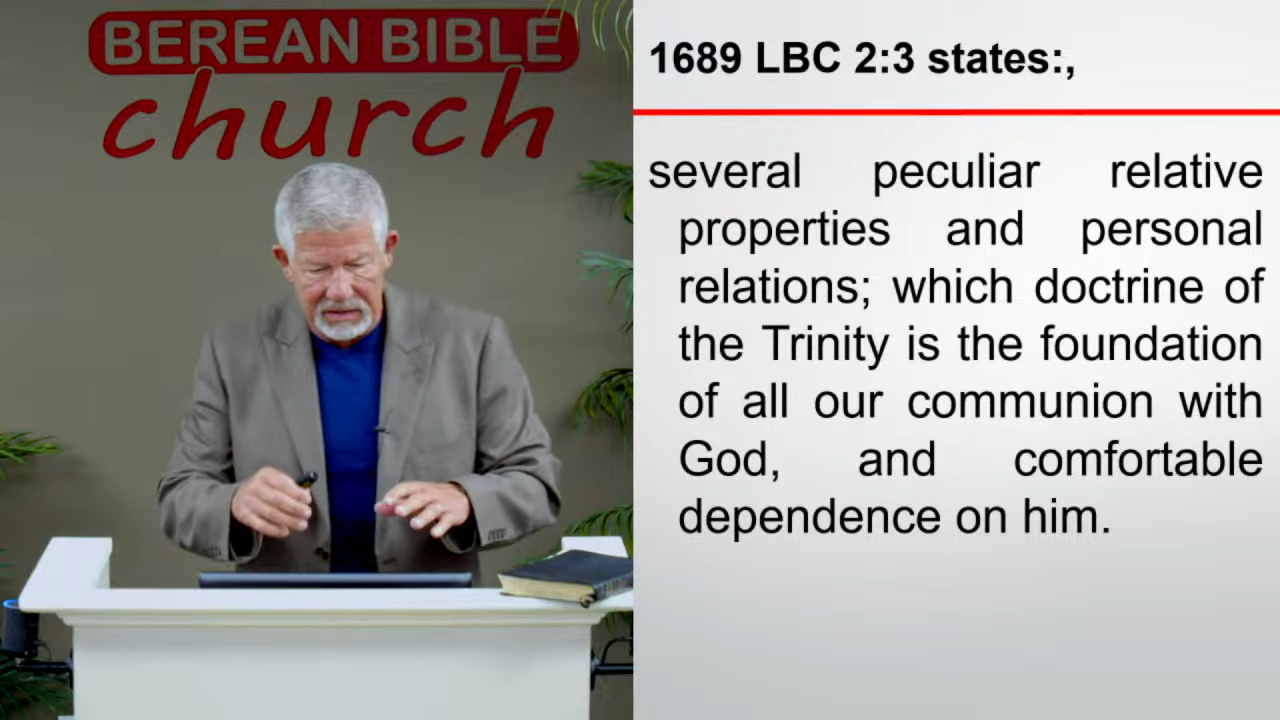 BEREAN BIBLE
church
1689 LBC 2:3 states:,
several peculiar relative
properties and personal
relations; which doctrine of
the Trinity is the foundation
of all our communion with
God, and comfortable
dependence on him.